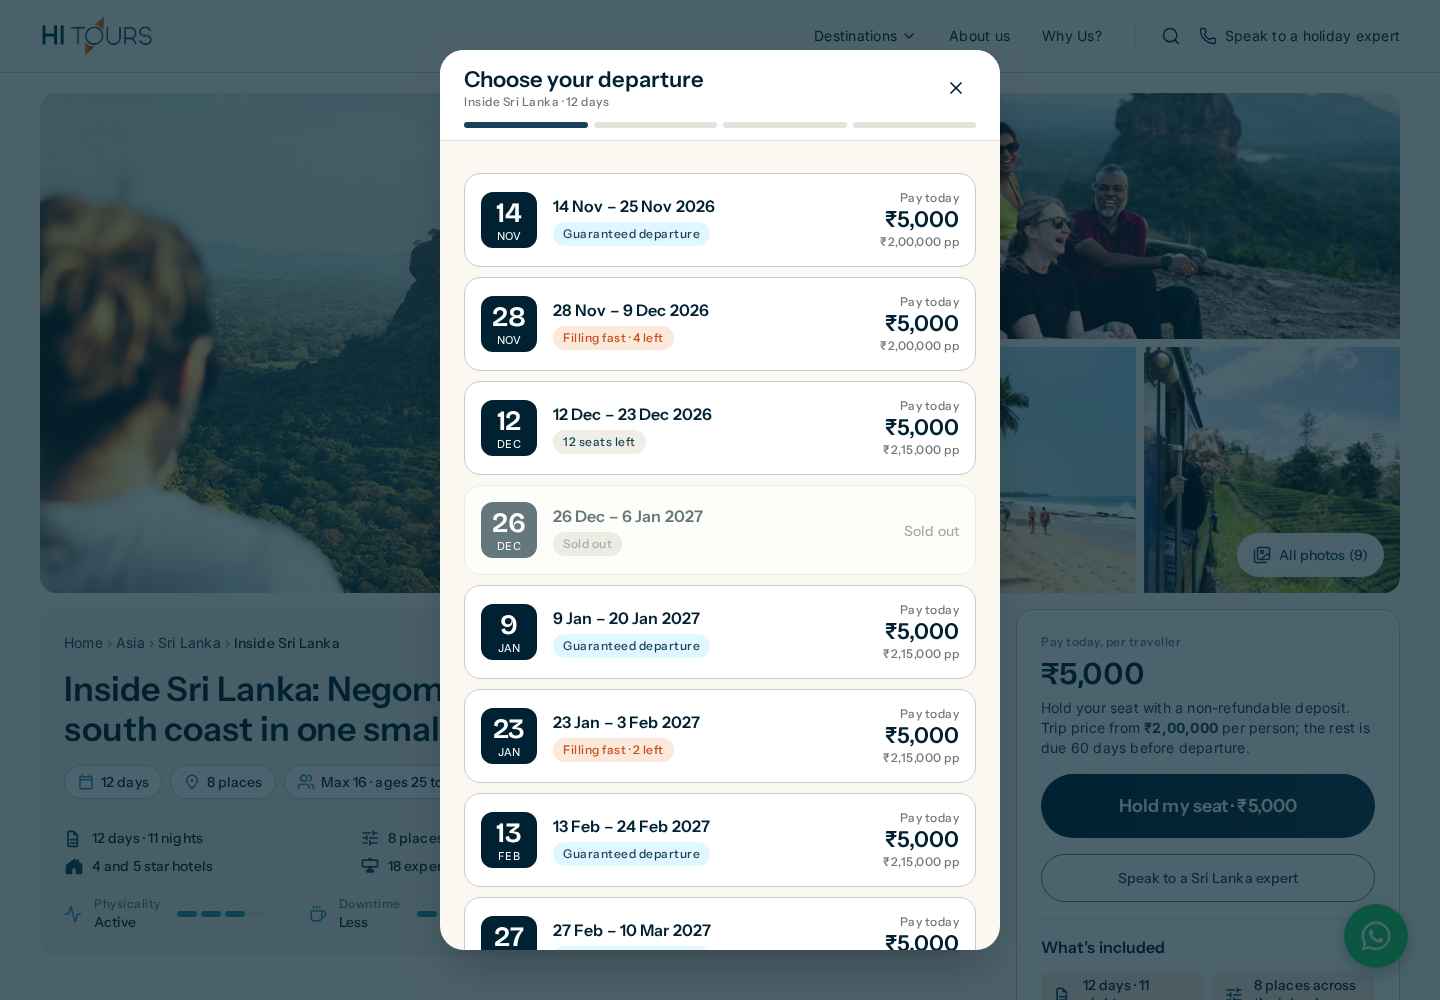 HI TOURS
Destinations
About us
Why Us?
Speak to a holiday expert
Choose your departure
Inside Sri Lanka · 12 days
14
NOV
14 Nov – 25 Nov 2026
Guaranteed departure
Pay today
₹5,000
₹2,00,000 pp
28
NOV
28 Nov – 9 Dec 2026
Filling fast · 4 left
Pay today
₹5,000
₹2,00,000 pp
12
DEC
12 Dec – 23 Dec 2026
12 seats left
Pay today
₹5,000
₹2,15,000 pp
26
DEC
26 Dec – 6 Jan 2027
Sold out
Sold out
9
JAN
9 Jan – 20 Jan 2027
Guaranteed departure
Pay today
₹5,000
₹2,15,000 pp
23
JAN
23 Jan – 3 Feb 2027
Filling fast · 2 left
Pay today
₹5,000
₹2,15,000 pp
13
FEB
13 Feb – 24 Feb 2027
Guaranteed departure
Pay today
₹5,000
₹2,15,000 pp
27
27 Feb – 10 Mar 2027
Pay today
₹5,000
All photos (9)
Home › Asia › Sri Lanka › Inside Sri Lanka
Inside Sri Lanka:
south coast in one
12 days
8 places
Max 16 · ages 25
12 days · 11 nights
8 places
4 and 5 star hotels
18
Physicality
Active
Downtime
Less
Pay today, per traveller
₹5,000
Hold your seat with a non-refundable deposit.
Trip price from ₹2,00,000 per person; the rest is
due 60 days before departure.
Hold my seat · ₹5,000
Speak to a Sri Lanka expert
What's included
12 days · 11
8 places across